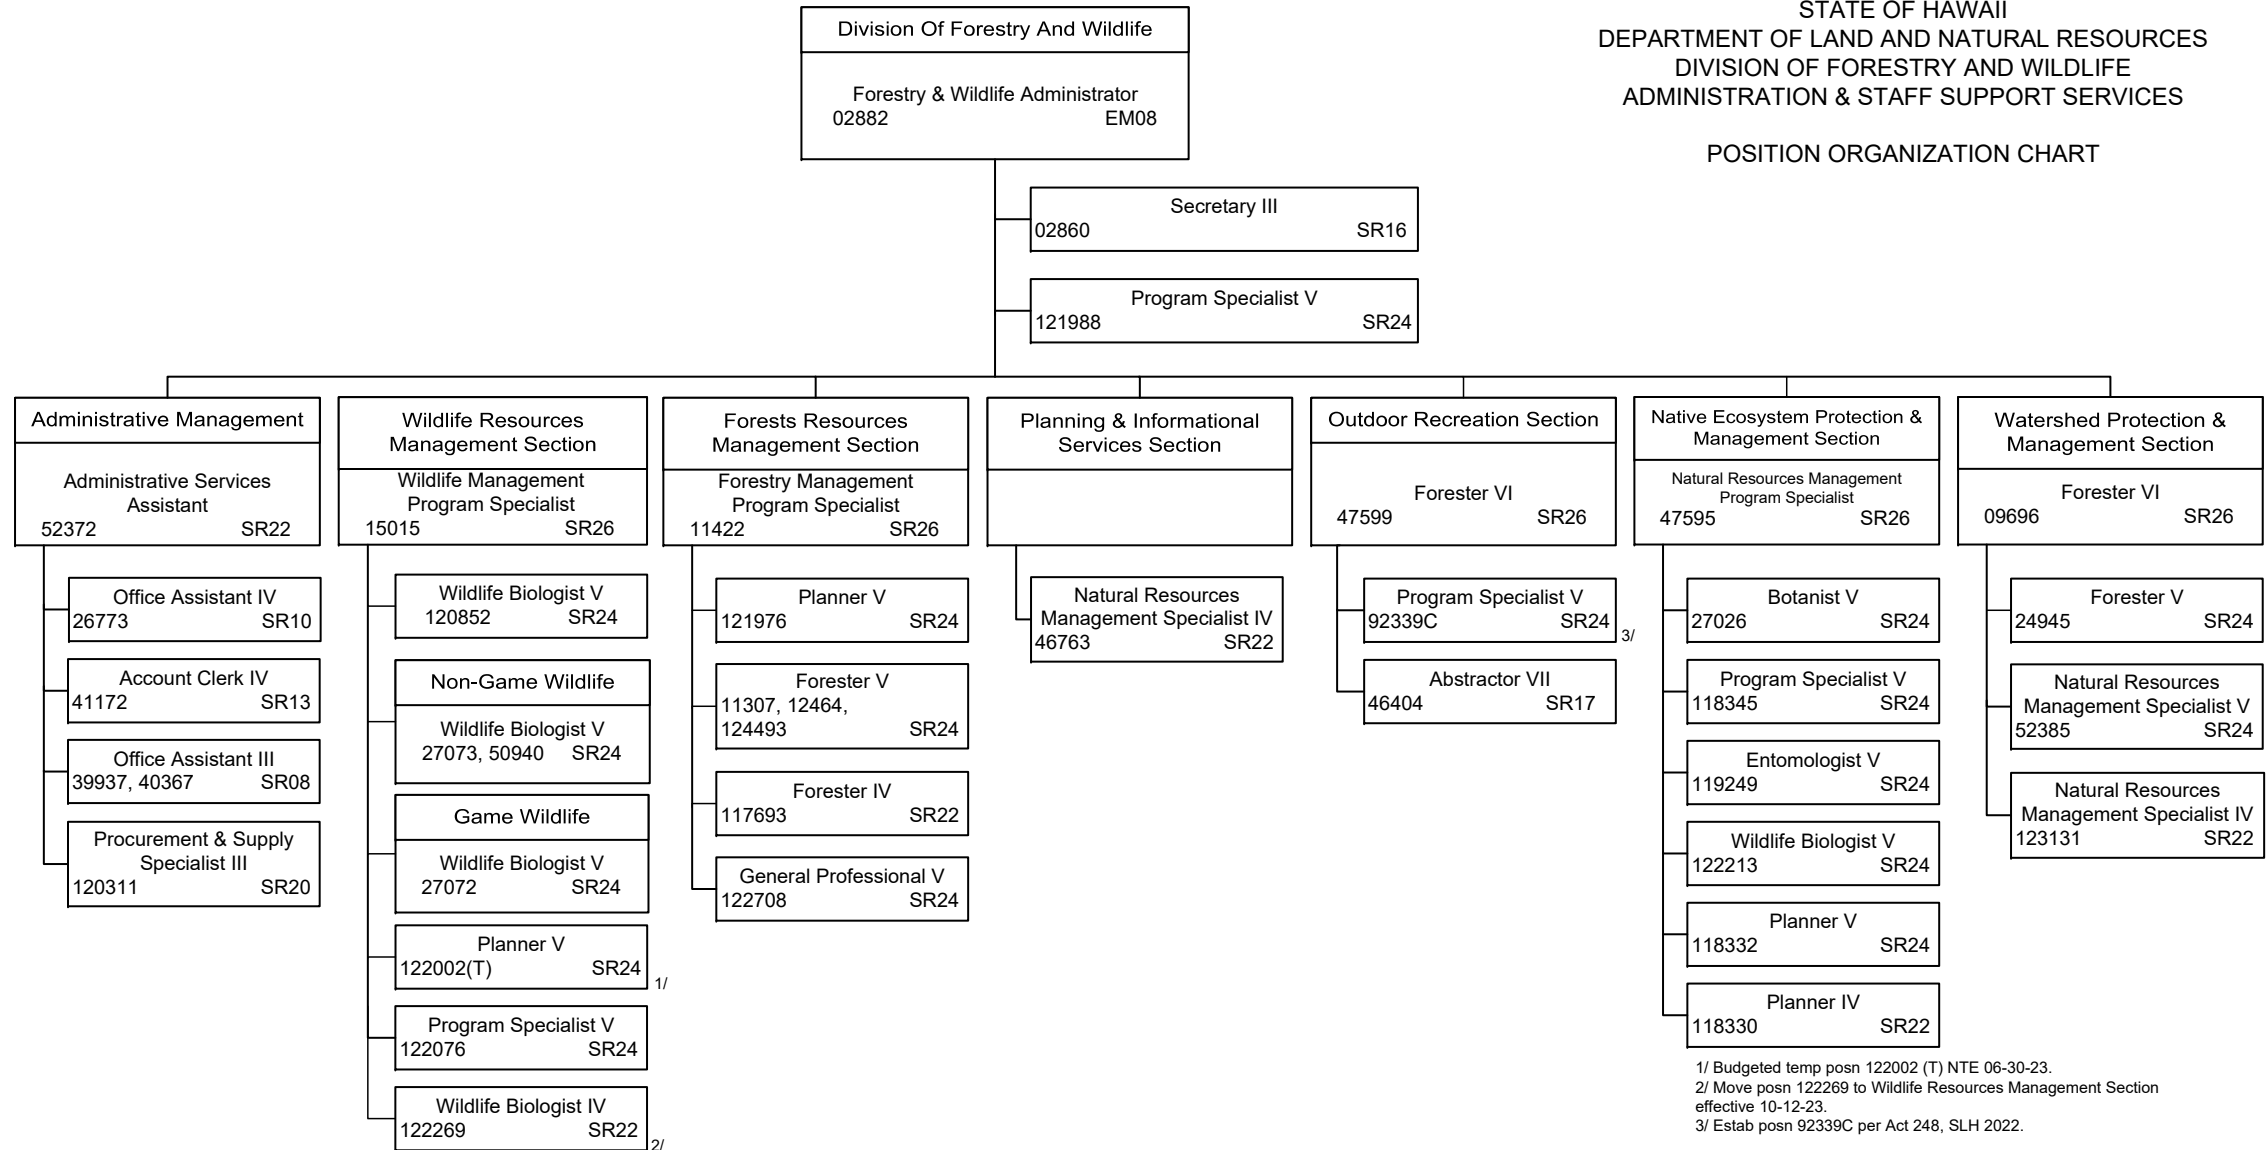 STATE OF HAWAII
DEPARTMENT OF LAND AND NATURAL RESOURCES
DIVISION OF FORESTRY AND WILDLIFE
ADMINISTRATION & STAFF SUPPORT SERVICES
POSITION ORGANIZATION CHART
Division Of Forestry And Wildlife
Forestry & Wildlife Administrator
02882 EM08
Secretary III
02860 SR16
Program Specialist V
121988 SR24
Administrative Management
Administrative Services
Assistant
52372 SR22
Office Assistant IV
26773 SR10
Account Clerk IV
41172 SR13
Office Assistant III
39937, 40367 SR08
Procurement & Supply
Specialist III
120311 SR20
Wildlife Resources
Management Section
Wildlife Management
Program Specialist
15015 SR26
Wildlife Biologist V
120852 SR24
Non-Game Wildlife
Wildlife Biologist V
27073, 50940 SR24
Game Wildlife
Wildlife Biologist V
27072 SR24
Planner V
122002(T) SR24
1/
Program Specialist V
122076 SR24
Wildlife Biologist IV
122269 SR22
2/
Forests Resources
Management Section
Forestry Management
Program Specialist
11422 SR26
Planner V
121976 SR24
Forester V
11307, 12464,
124493 SR24
Forester IV
117693 SR22
General Professional V
122708 SR24
Planning & Informational
Services Section
Natural Resources
Management Specialist IV
46763 SR22
Outdoor Recreation Section
Forester VI
47599 SR26
Program Specialist V
92339C SR24
3/
Abstractor VII
46404 SR17
Native Ecosystem Protection &
Management Section
Natural Resources Management
Program Specialist
47595 SR26
Botanist V
27026 SR24
Program Specialist V
118345 SR24
Entomologist V
119249 SR24
Wildlife Biologist V
122213 SR24
Planner V
118332 SR24
Planner IV
118330 SR22
Watershed Protection &
Management Section
Forester VI
09696 SR26
Forester V
24945 SR24
Natural Resources
Management Specialist V
52385 SR24
Natural Resources
Management Specialist IV
123131 SR22
1/ Budgeted temp posn 122002 (T) NTE 06-30-23.
2/ Move posn 122269 to Wildlife Resources Management Section
effective 10-12-23.
3/ Estab posn 92339C per Act 248, SLH 2022.